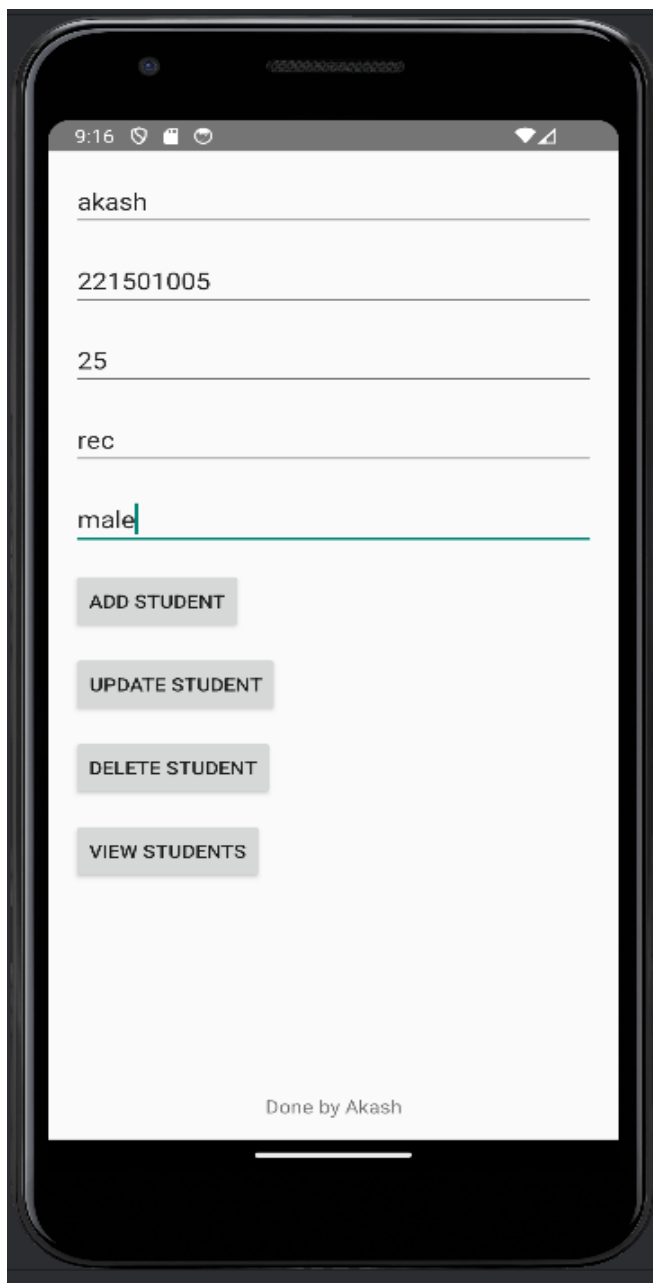 9:16
akash
221501005
25
rec
male
ADD STUDENT
UPDATE STUDENT
DELETE STUDENT
VIEW STUDENTS
Done by Akash